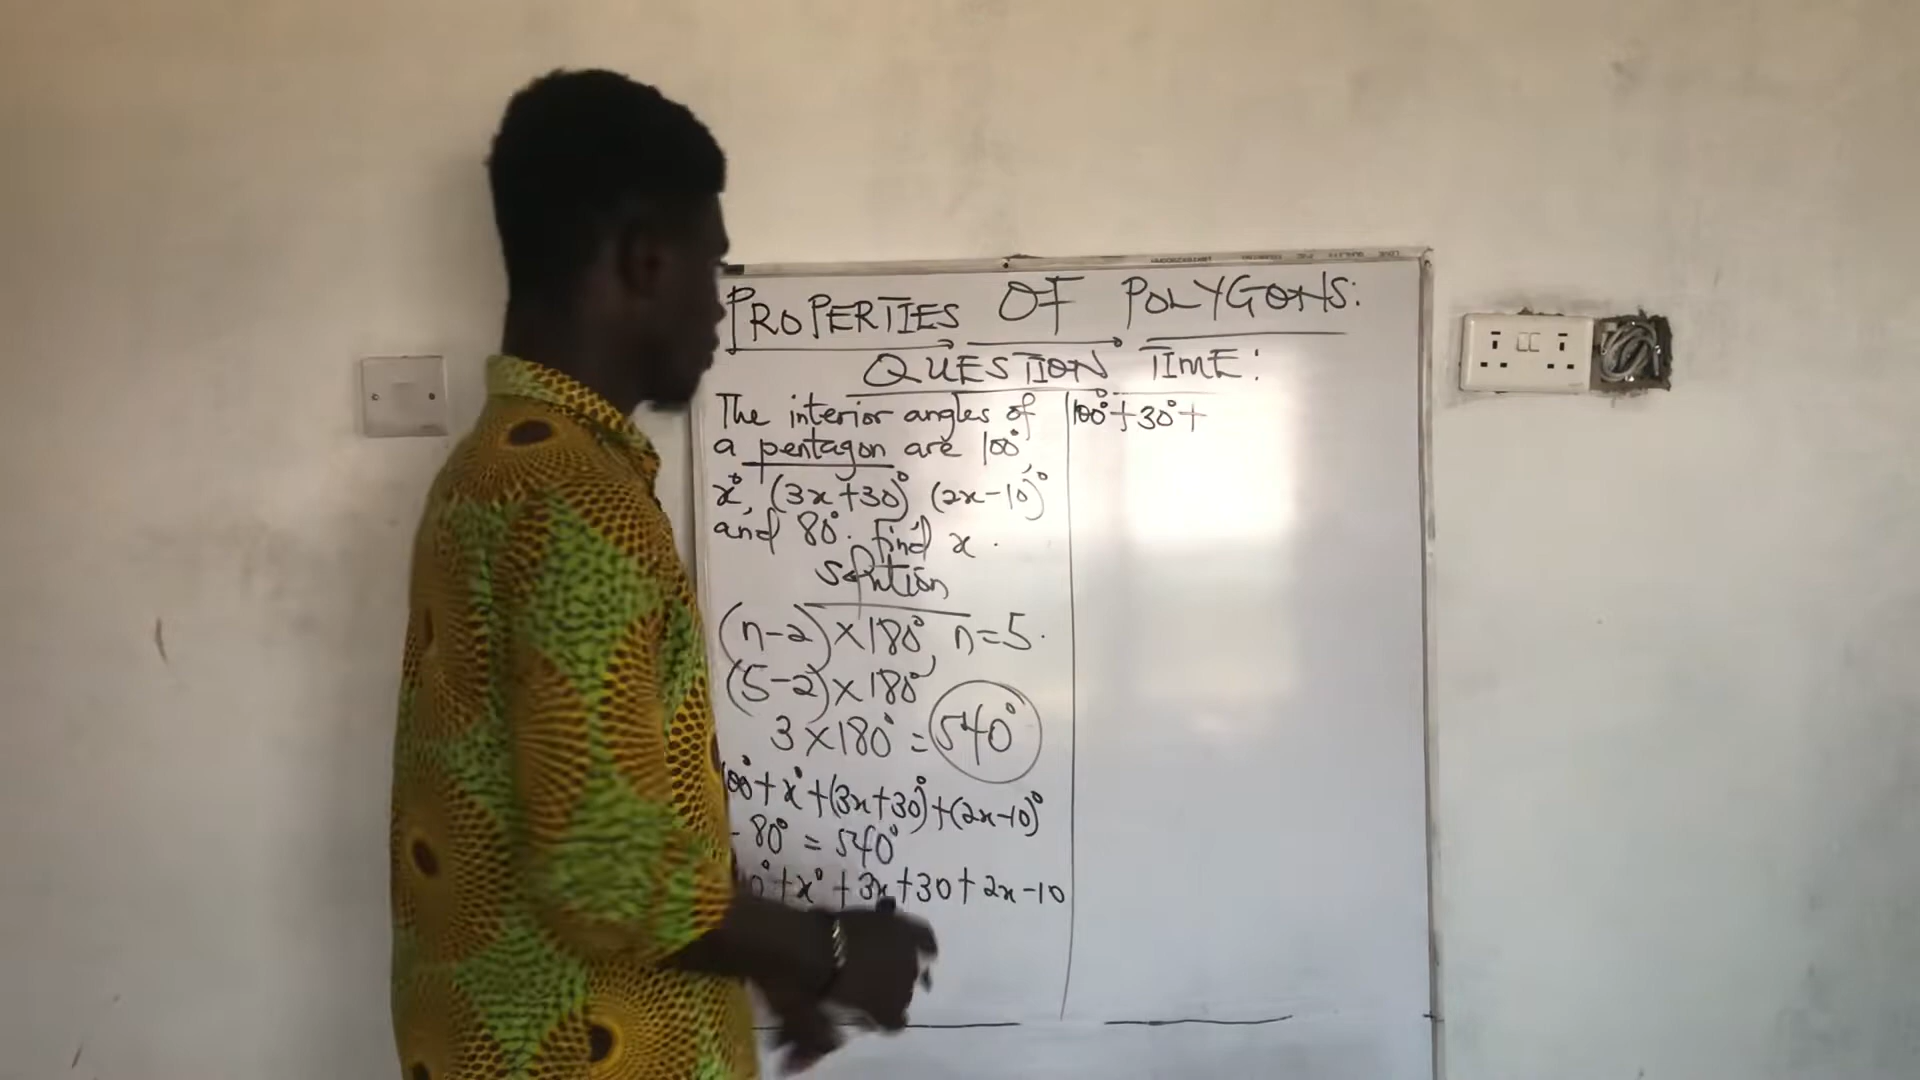 PROPERTIES OF POLYGONS:
QUESTION TIME:
The interior angles of
a pentagon are 100°,
x°, (3x+30)° (2x-10)°
and 80°. Find x.
Solution
(n-2)×180°, n=5.
(5-2)×180°
3×180° = 540°
100°+x°+(3x+30)°+(2x-10)°
80° = 540°
+x°+3x+30+2x-10
100°+30°+